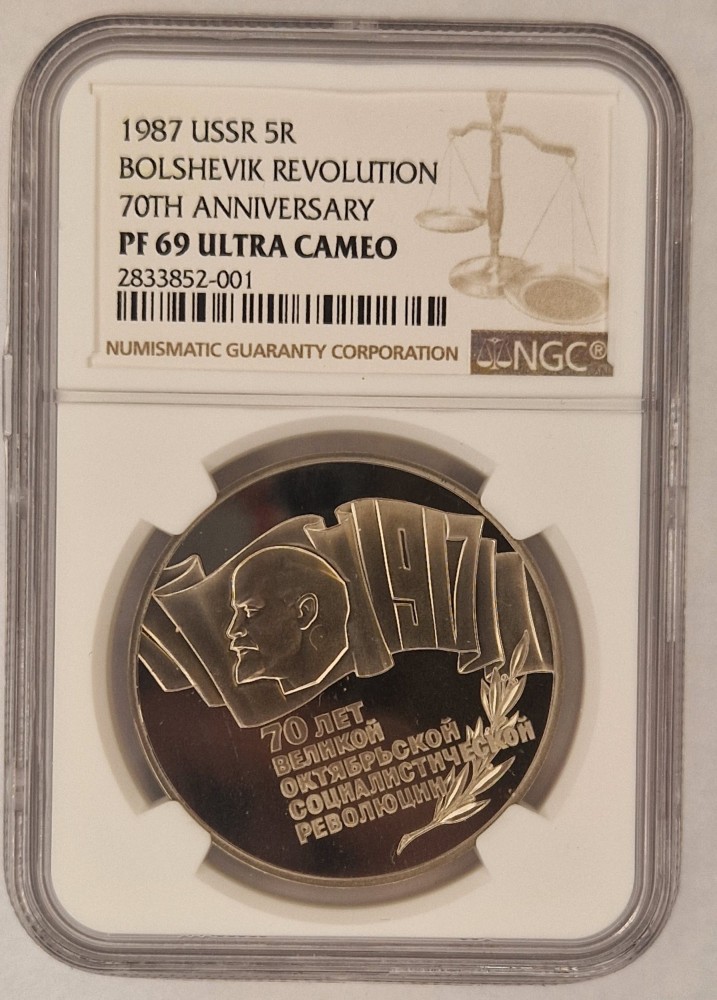 1987 USSR 5R
BOLSHEVIK REVOLUTION
70TH ANNIVERSARY
PF 69 ULTRA CAMEO
2833852-001
NUMISMATIC GUARANTY CORPORATION
NGC®
1917
70 ЛЕТ
ВЕЛИКОЙ
ОКТЯБРЬСКОЙ
СОЦИАЛИСТИЧЕСКОЙ
РЕВОЛЮЦИИ